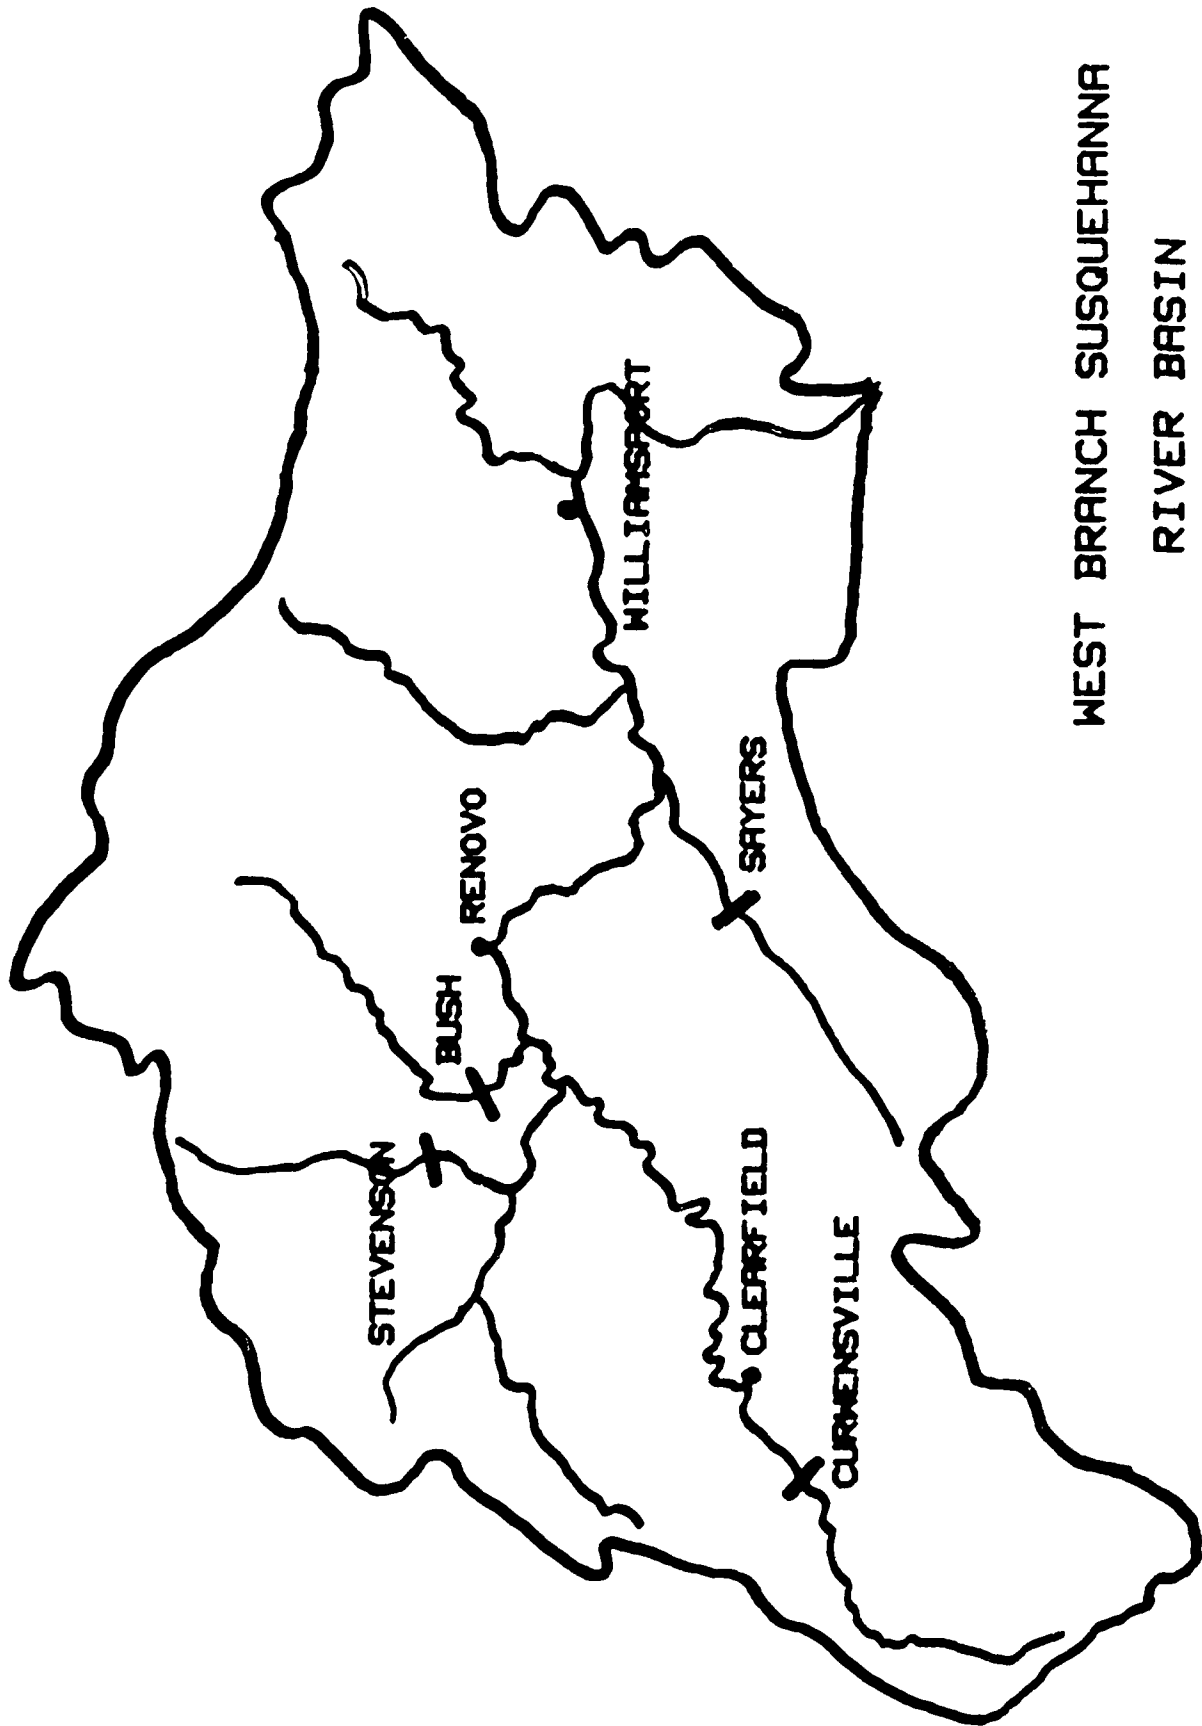 STEVENSON
BUSH
RENOVO
WILLIAMSPORT
SAYERS
CLEARFIELD
CURWENSVILLE
WEST BRANCH SUSQUEHANNA
RIVER BASIN